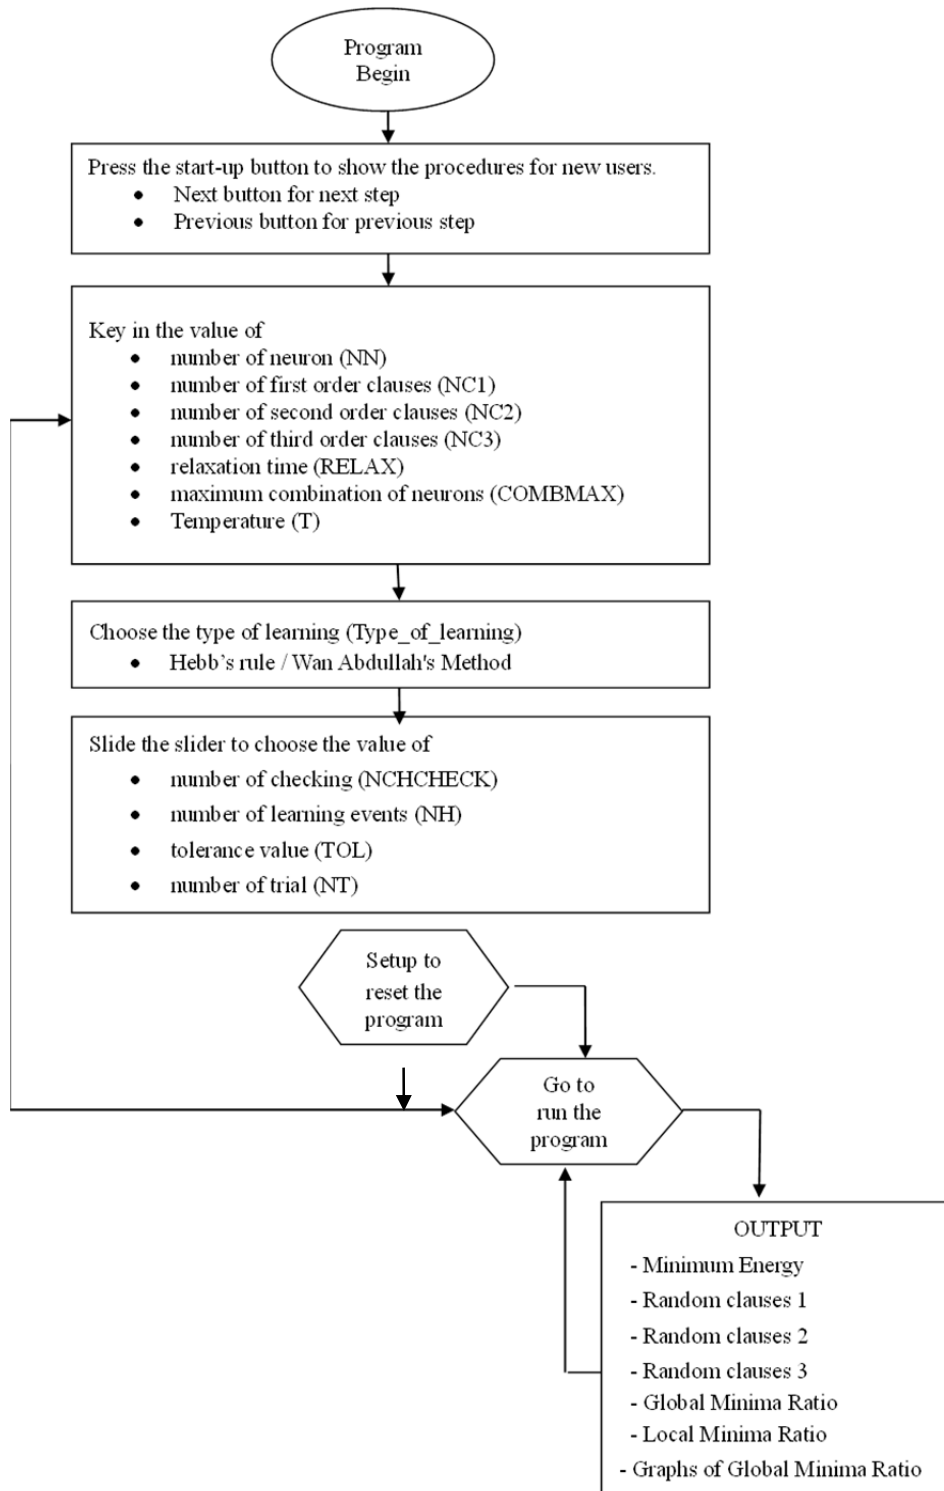 Program
Begin
Press the start-up button to show the procedures for new users.
• Next button for next step
• Previous button for previous step
Key in the value of
• number of neuron (NN)
• number of first order clauses (NC1)
• number of second order clauses (NC2)
• number of third order clauses (NC3)
• relaxation time (RELAX)
• maximum combination of neurons (COMBMAX)
• Temperature (T)
Choose the type of learning (Type_of_learning)
• Hebb's rule / Wan Abdullah's Method
Slide the slider to choose the value of
• number of checking (NCHCHECK)
• number of learning events (NH)
• tolerance value (TOL)
• number of trial (NT)
Setup to
reset the
program
Go to
run the
program
OUTPUT
- Minimum Energy
- Random clauses 1
- Random clauses 2
- Random clauses 3
- Global Minima Ratio
- Local Minima Ratio
- Graphs of Global Minima Ratio